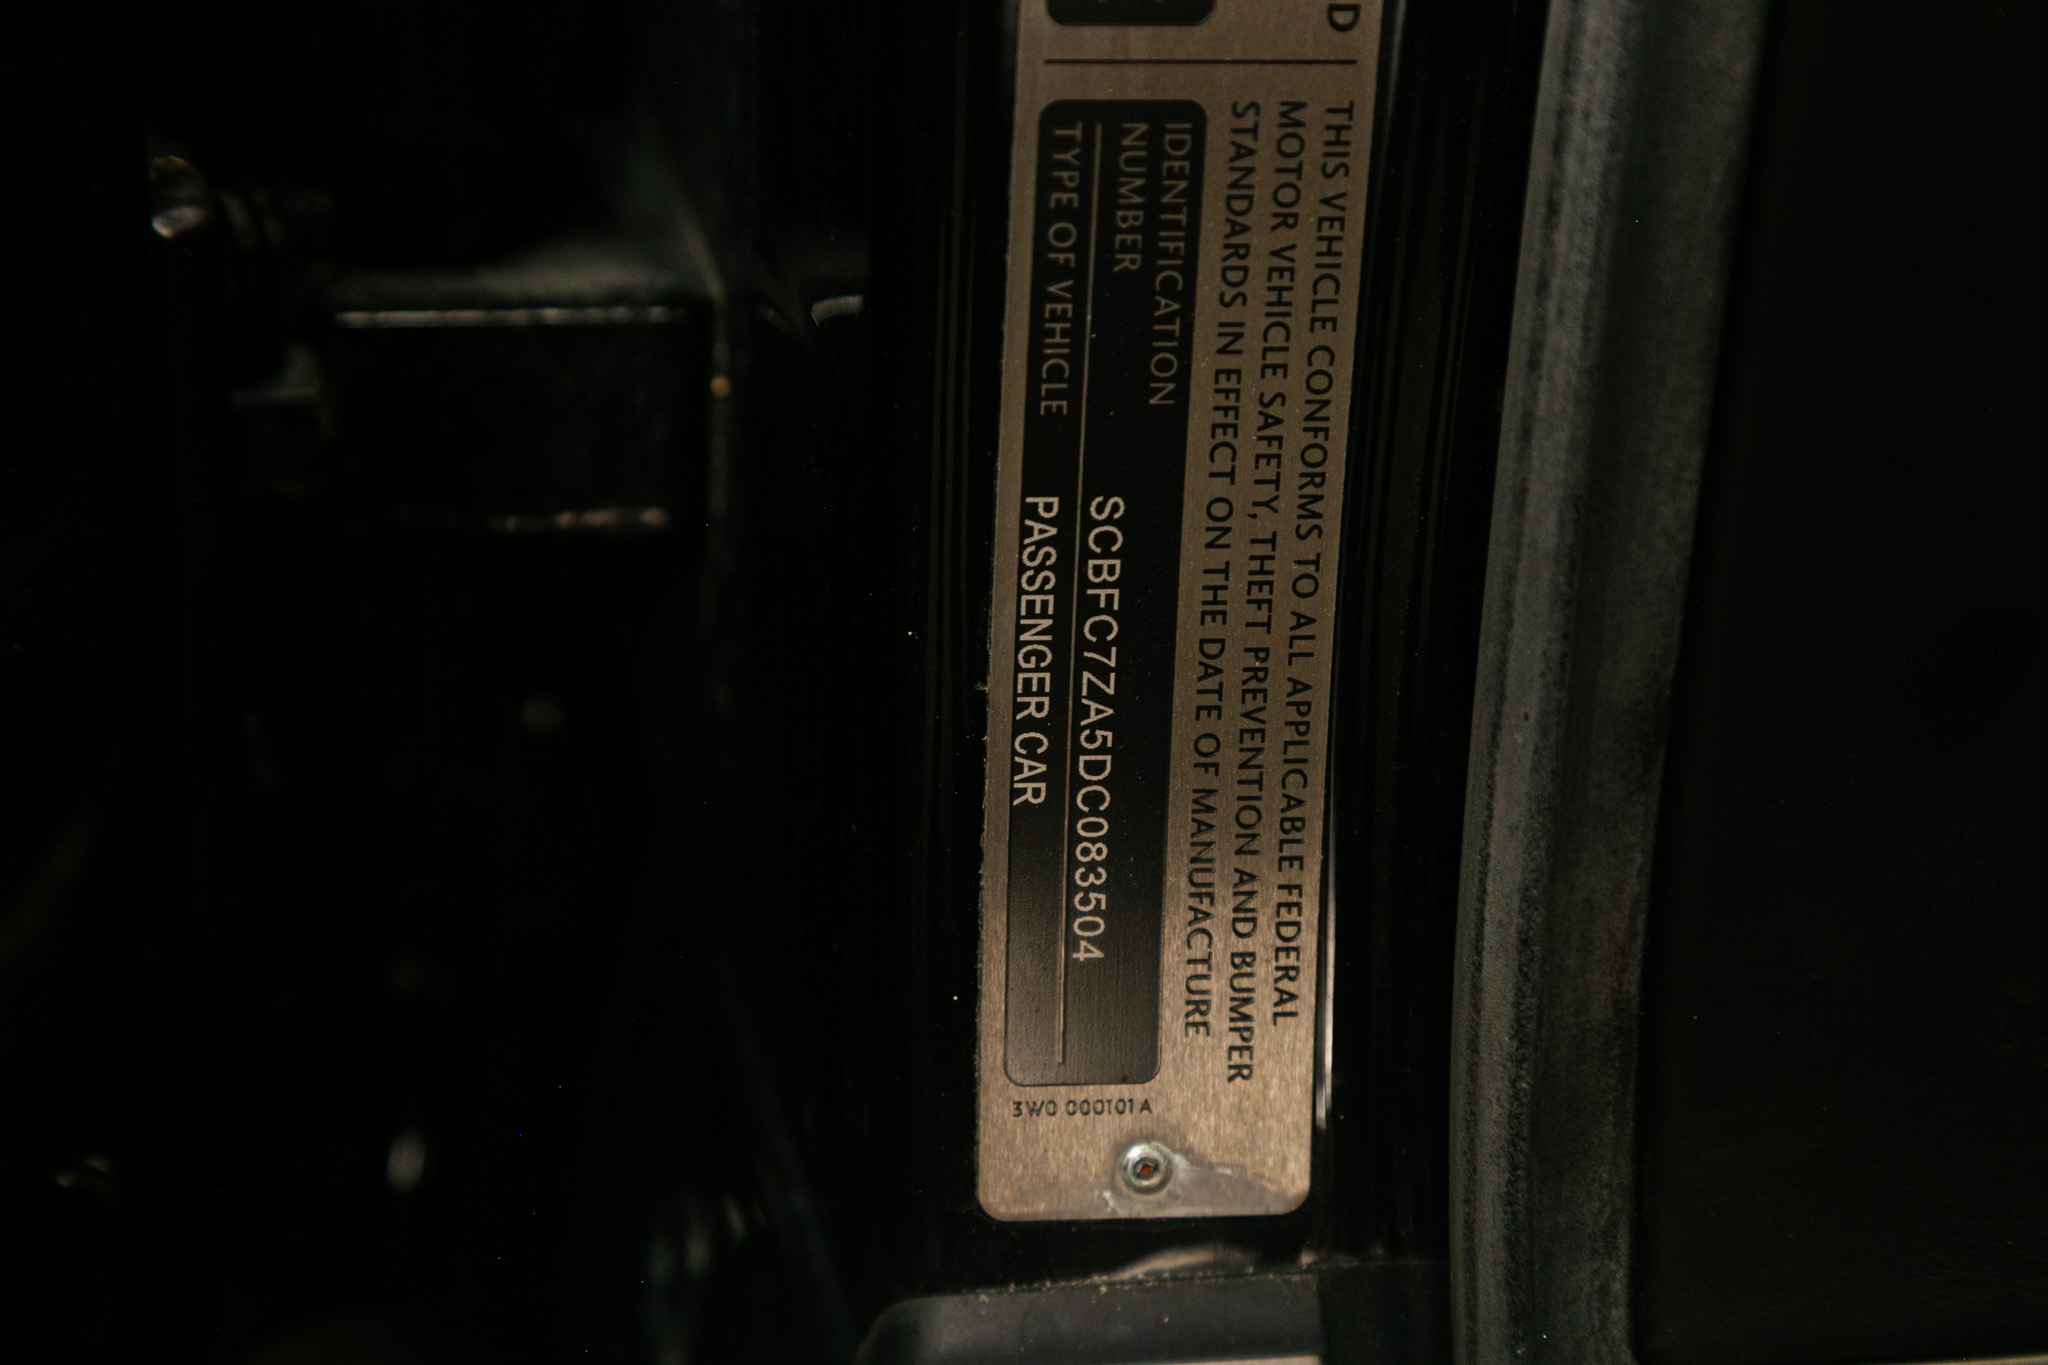 D
THIS VEHICLE CONFORMS TO ALL APPLICABLE FEDERAL
MOTOR VEHICLE SAFETY, THEFT PREVENTION AND BUMPER
STANDARDS IN EFFECT ON THE DATE OF MANUFACTURE
IDENTIFICATION
NUMBER SCBFC7ZA5DC083504
TYPE OF VEHICLE PASSENGER CAR
3W0 000101 A